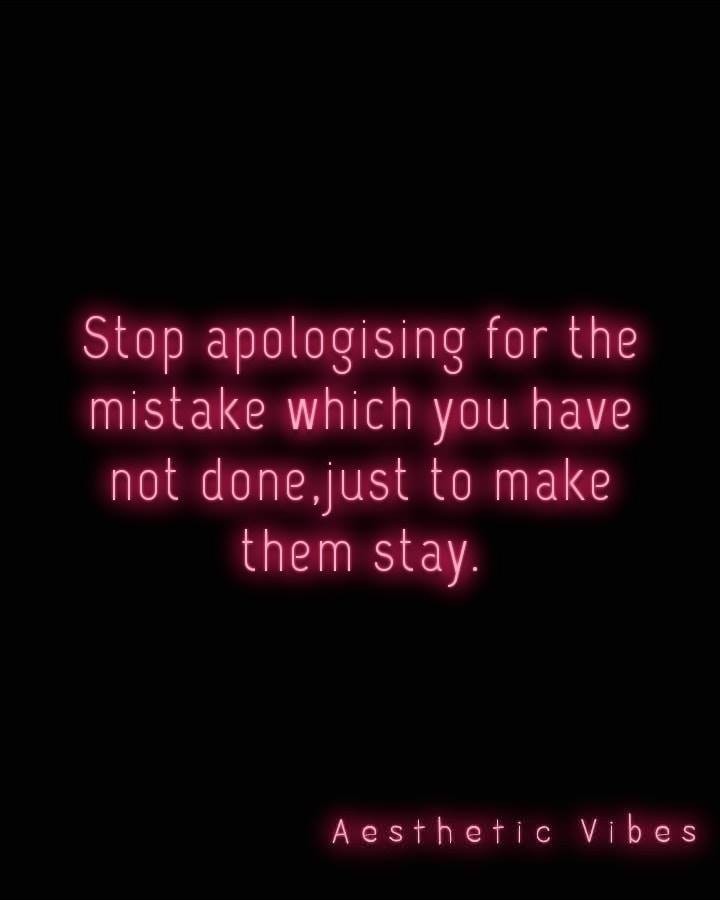 Stop apologising for the
mistake which you have
not done,just to make
them stay.
Aesthetic Vibes